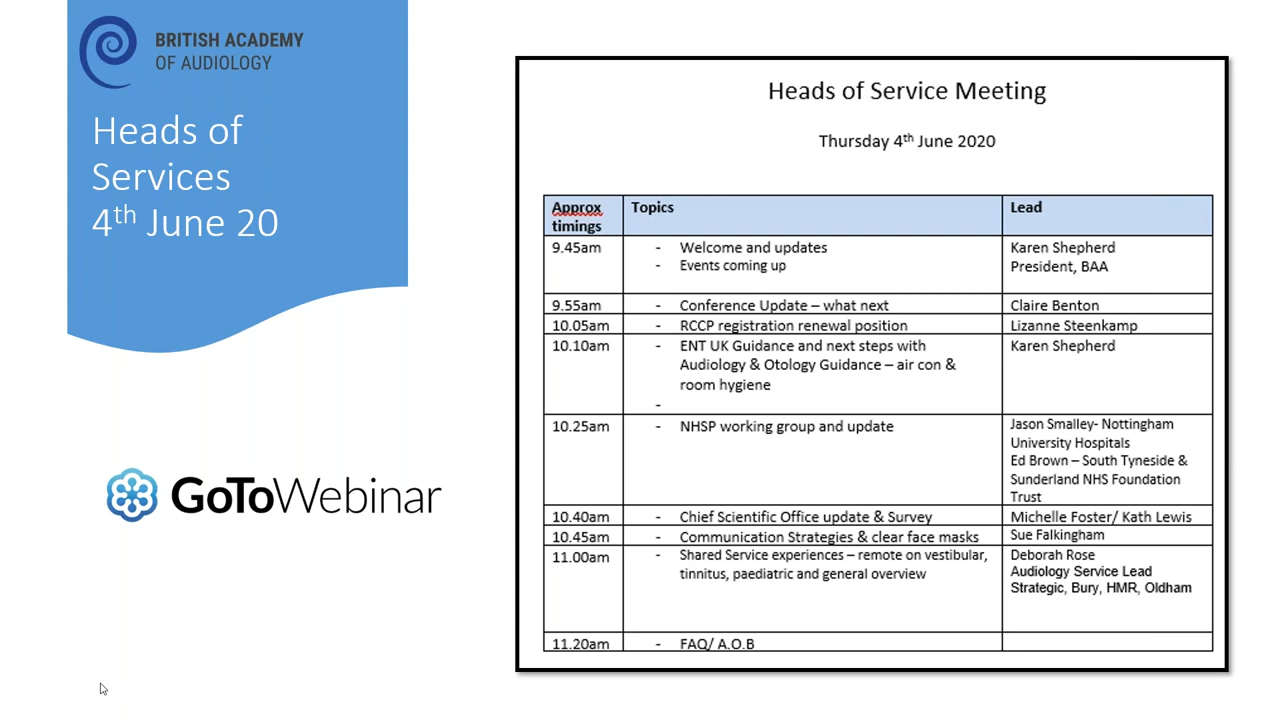 BRITISH ACADEMY
OF AUDIOLOGY
Heads of
Services
4th June 20
GoToWebinar
Heads of Service Meeting
Thursday 4th June 2020
Approx timings Topics Lead
9.45am - Welcome and updates Karen Shepherd
- Events coming up President, BAA
9.55am - Conference Update – what next Claire Benton
10.05am - RCCP registration renewal position Lizanne Steenkamp
10.10am - ENT UK Guidance and next steps with Karen Shepherd
Audiology & Otology Guidance – air con &
room hygiene
-
10.25am - NHSP working group and update Jason Smalley- Nottingham
University Hospitals
Ed Brown – South Tyneside &
Sunderland NHS Foundation
Trust
10.40am - Chief Scientific Office update & Survey Michelle Foster/ Kath Lewis
10.45am - Communication Strategies & clear face masks Sue Falkingham
11.00am - Shared Service experiences – remote on vestibular, Deborah Rose
tinnitus, paediatric and general overview Audiology Service Lead
Strategic, Bury, HMR, Oldham
11.20am - FAQ/ A.O.B